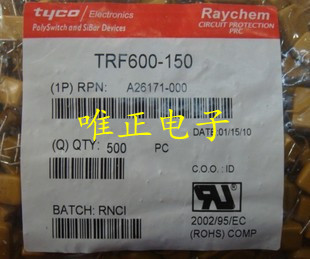 tyco Electronics
PolySwitch and SiBar Devices
Raychem
CIRCUIT PROTECTION
PRC
TRF600-150
(1P) RPN: A26171-000
唯正电子
DATE:01/15/10
(Q) QTY: 500 PC
C.O.O. : ID
BATCH: RNCI
2002/95/EC
(ROHS) COMP